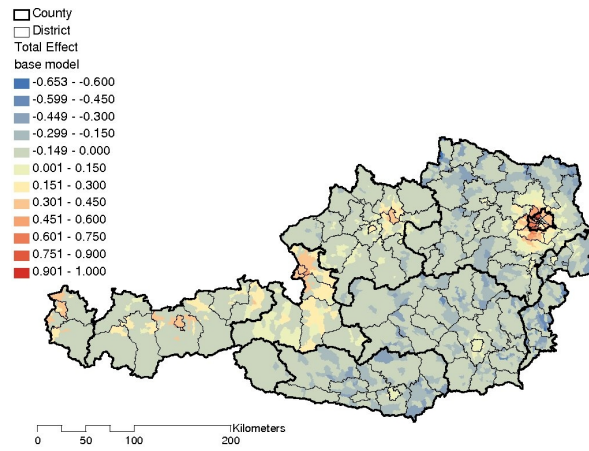 County
District
Total Effect
base model
-0.653 - -0.600
-0.599 - -0.450
-0.449 - -0.300
-0.299 - -0.150
-0.149 - 0.000
0.001 - 0.150
0.151 - 0.300
0.301 - 0.450
0.451 - 0.600
0.601 - 0.750
0.751 - 0.900
0.901 - 1.000
Kilometers
0 50 100 200